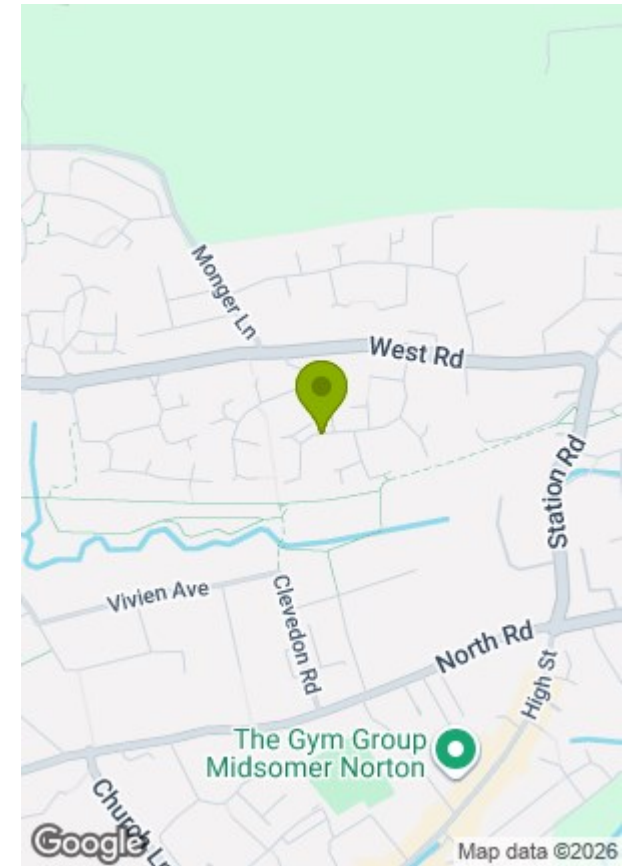 Monger Ln
West Rd
Station Rd
Vivien Ave
Clevedon Rd
North Rd
High St
The Gym Group
Midsomer Norton
Church Ln
Google
Map data ©2026